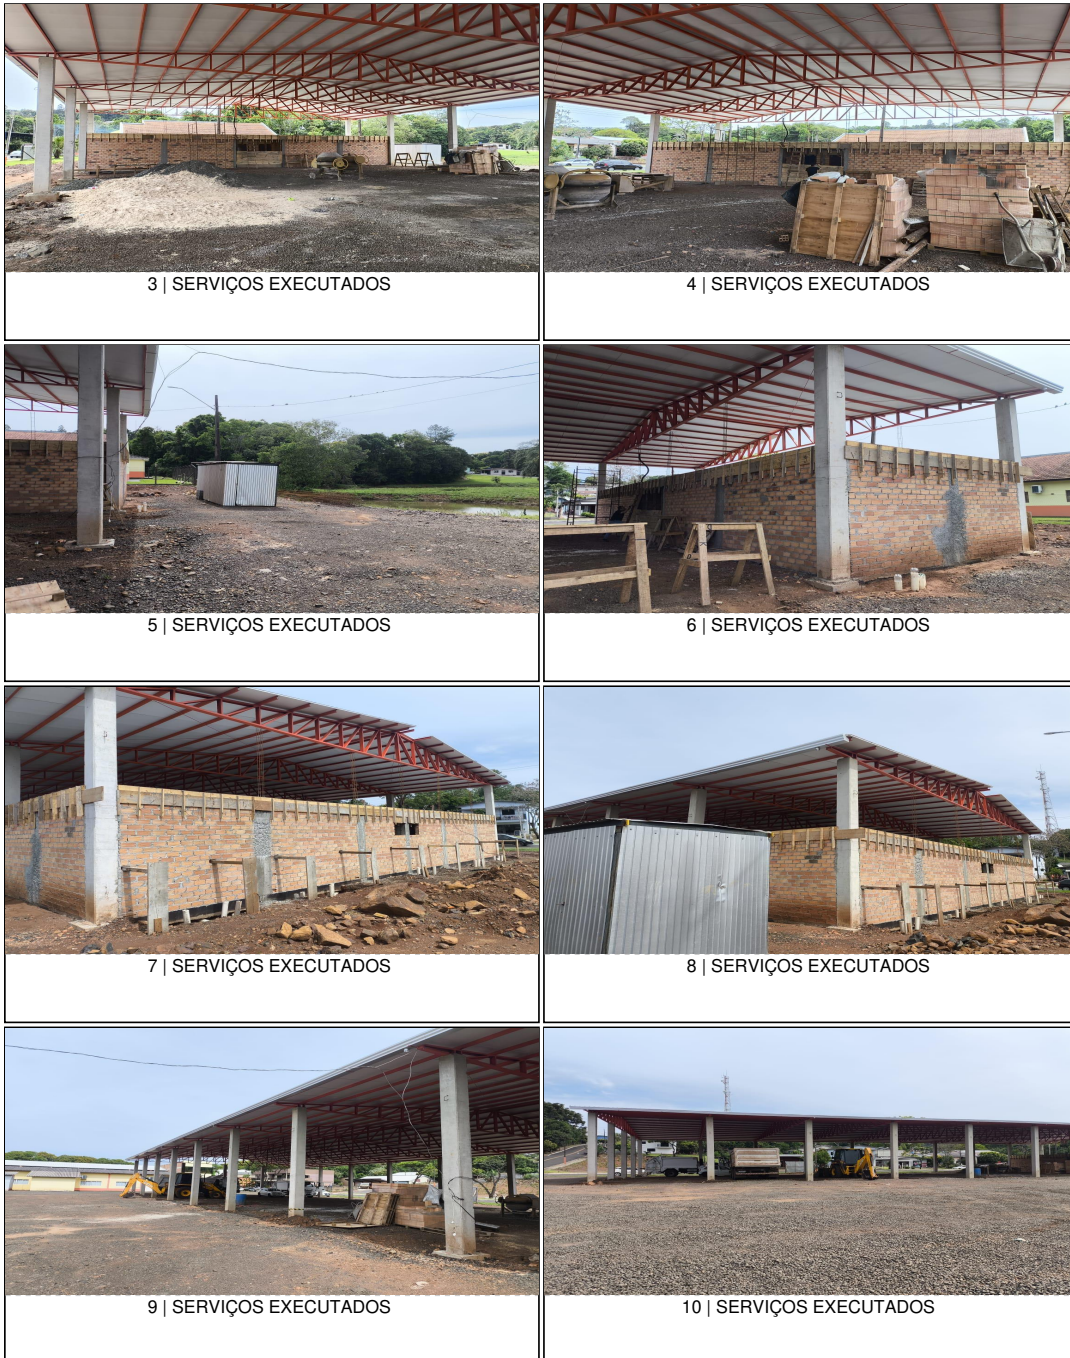 3 | SERVIÇOS EXECUTADOS
4 | SERVIÇOS EXECUTADOS
5 | SERVIÇOS EXECUTADOS
6 | SERVIÇOS EXECUTADOS
7 | SERVIÇOS EXECUTADOS
8 | SERVIÇOS EXECUTADOS
9 | SERVIÇOS EXECUTADOS
10 | SERVIÇOS EXECUTADOS